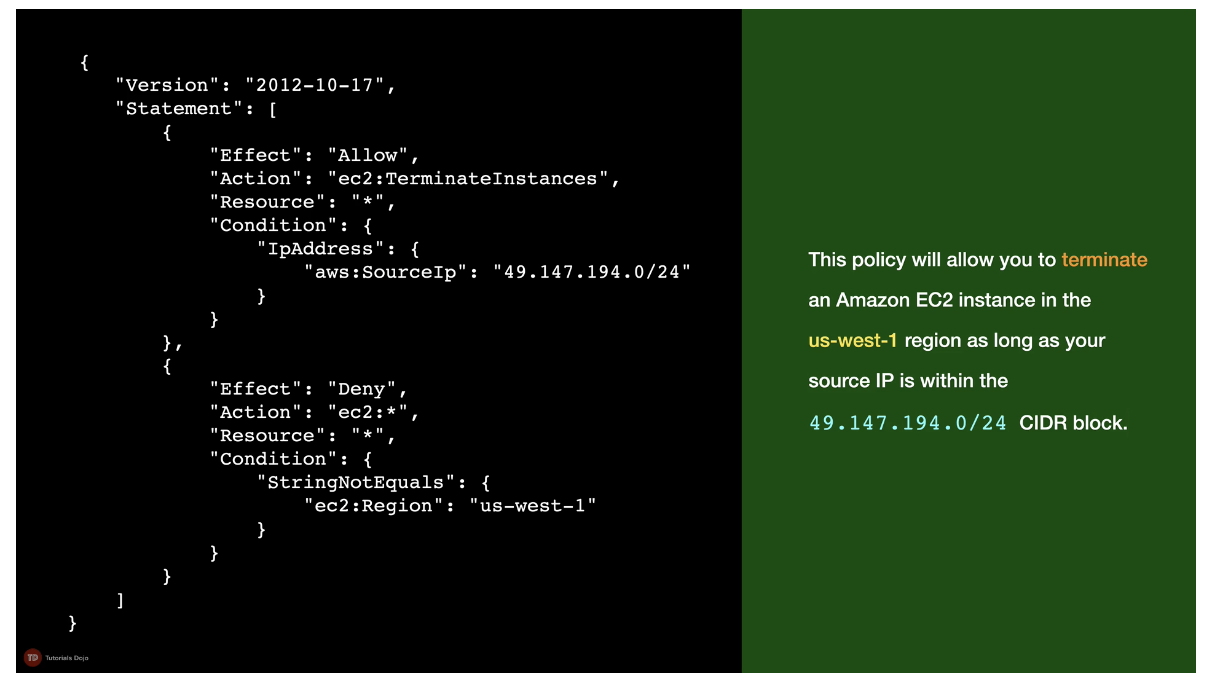 {
"Version": "2012-10-17",
"Statement": [
{
"Effect": "Allow",
"Action": "ec2:TerminateInstances",
"Resource": "*",
"Condition": {
"IpAddress": {
"aws:SourceIp": "49.147.194.0/24"
}
}
},
{
"Effect": "Deny",
"Action": "ec2:*",
"Resource": "*",
"Condition": {
"StringNotEquals": {
"ec2:Region": "us-west-1"
}
}
}
]
}
This policy will allow you to terminate
an Amazon EC2 instance in the
us-west-1 region as long as your
source IP is within the
49.147.194.0/24 CIDR block.
TD Tutorials Dojo